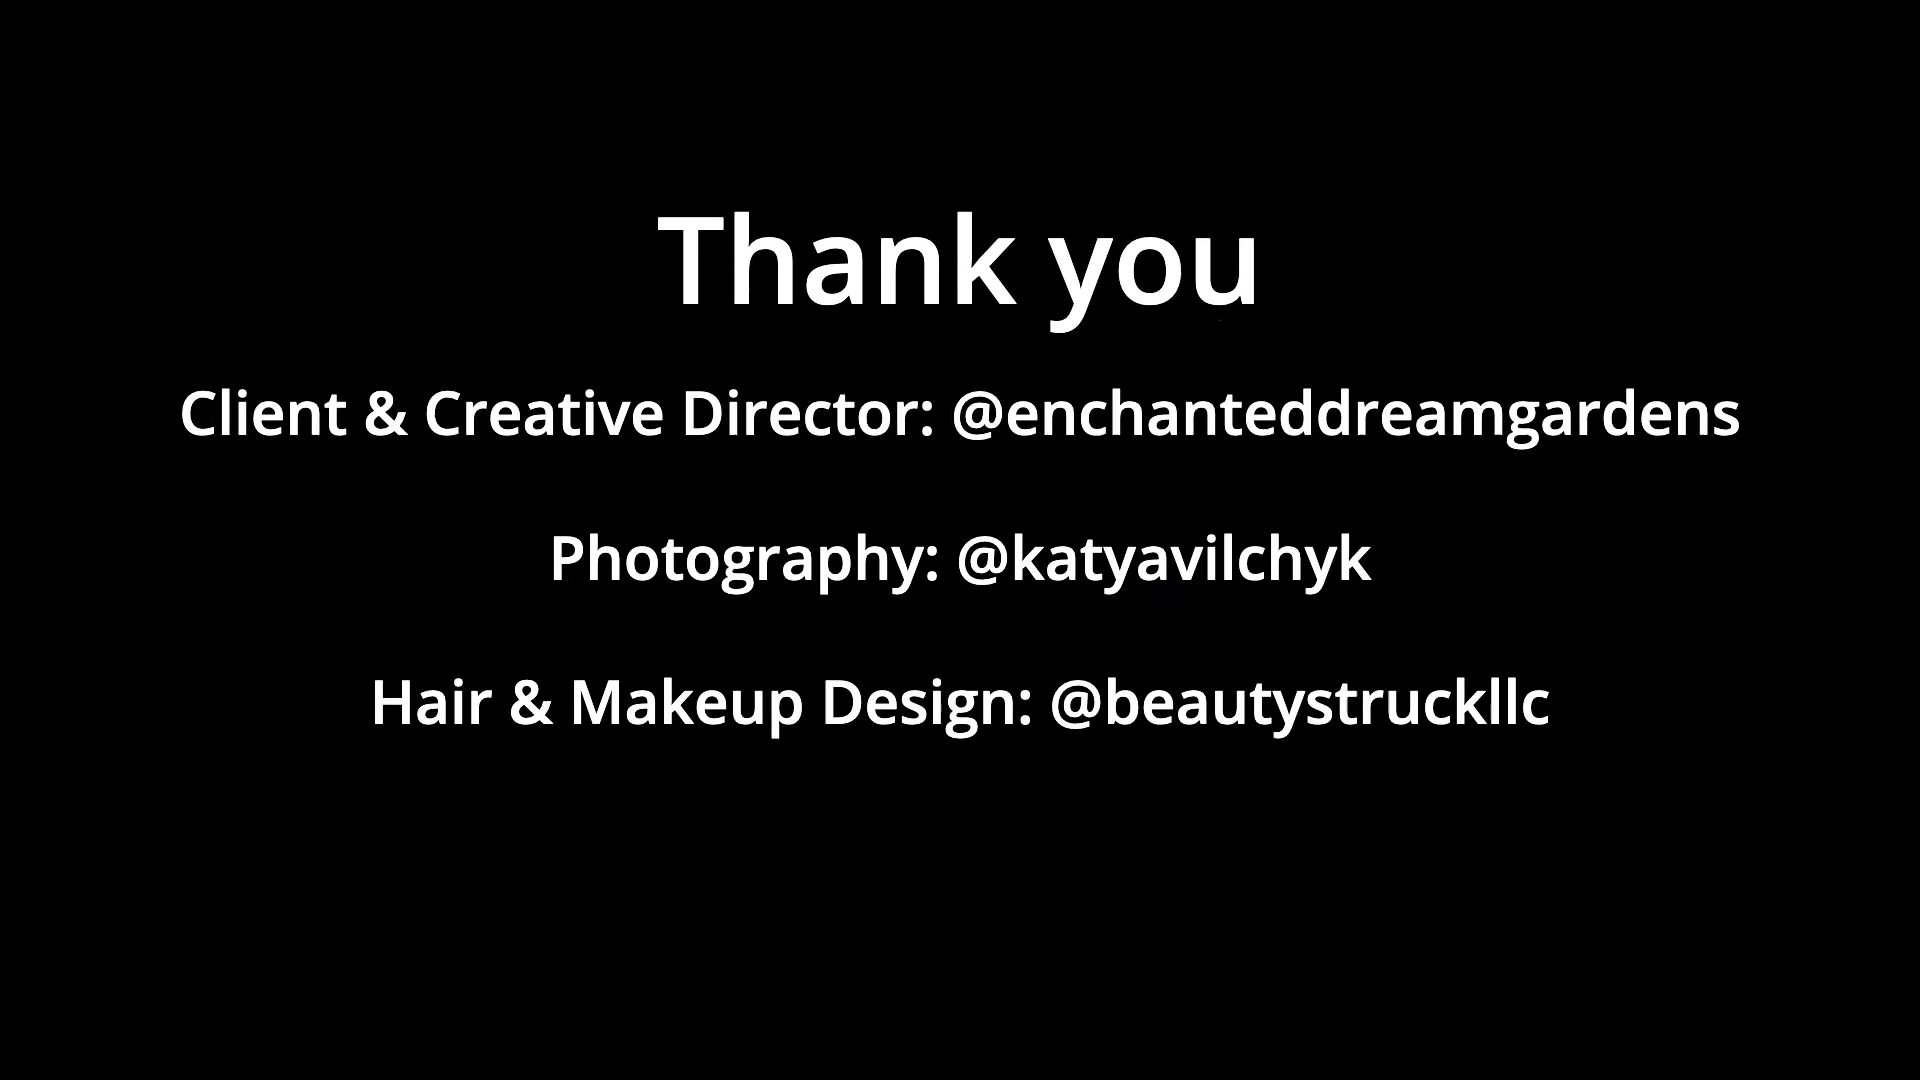 Thank you
Client & Creative Director: @enchanteddreamgardens
Photography: @katyavilchyk
Hair & Makeup Design: @beautystruckllc